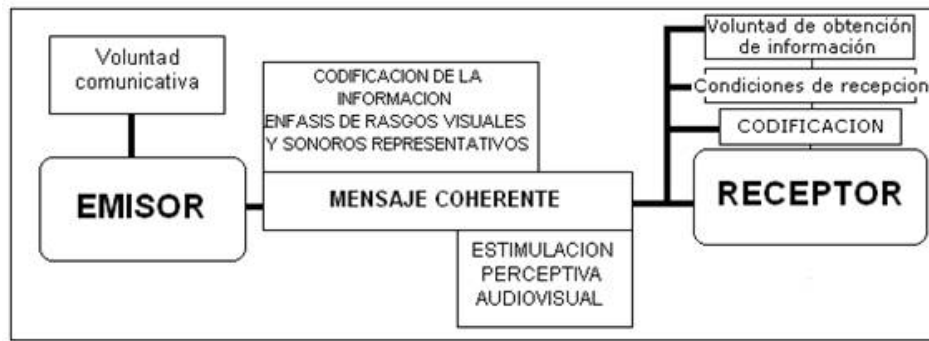 Voluntad
comunicativa
EMISOR
CODIFICACION DE LA
INFORMACION
ENFASIS DE RASGOS VISUALES
Y SONOROS REPRESENTATIVOS
MENSAJE COHERENTE
ESTIMULACION
PERCEPTIVA
AUDIOVISUAL
Voluntad de obtención
de información
Condiciones de recepcion
CODIFICACION
RECEPTOR